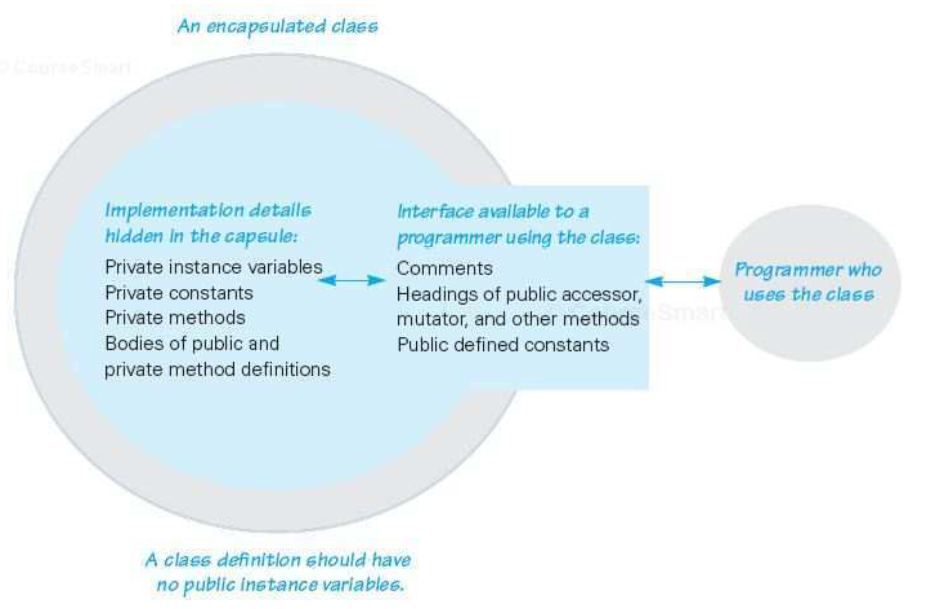 An encapsulated class
CourseSmart
Implementation details
hidden in the capsule:
Private instance variables
Private constants
Private methods
Bodies of public and
private method definitions
Interface available to a
programmer using the class:
Comments
Headings of public accessor,
mutator, and other methods
Public defined constants
Programmer who
uses the class
A class definition should have
no public instance variables.